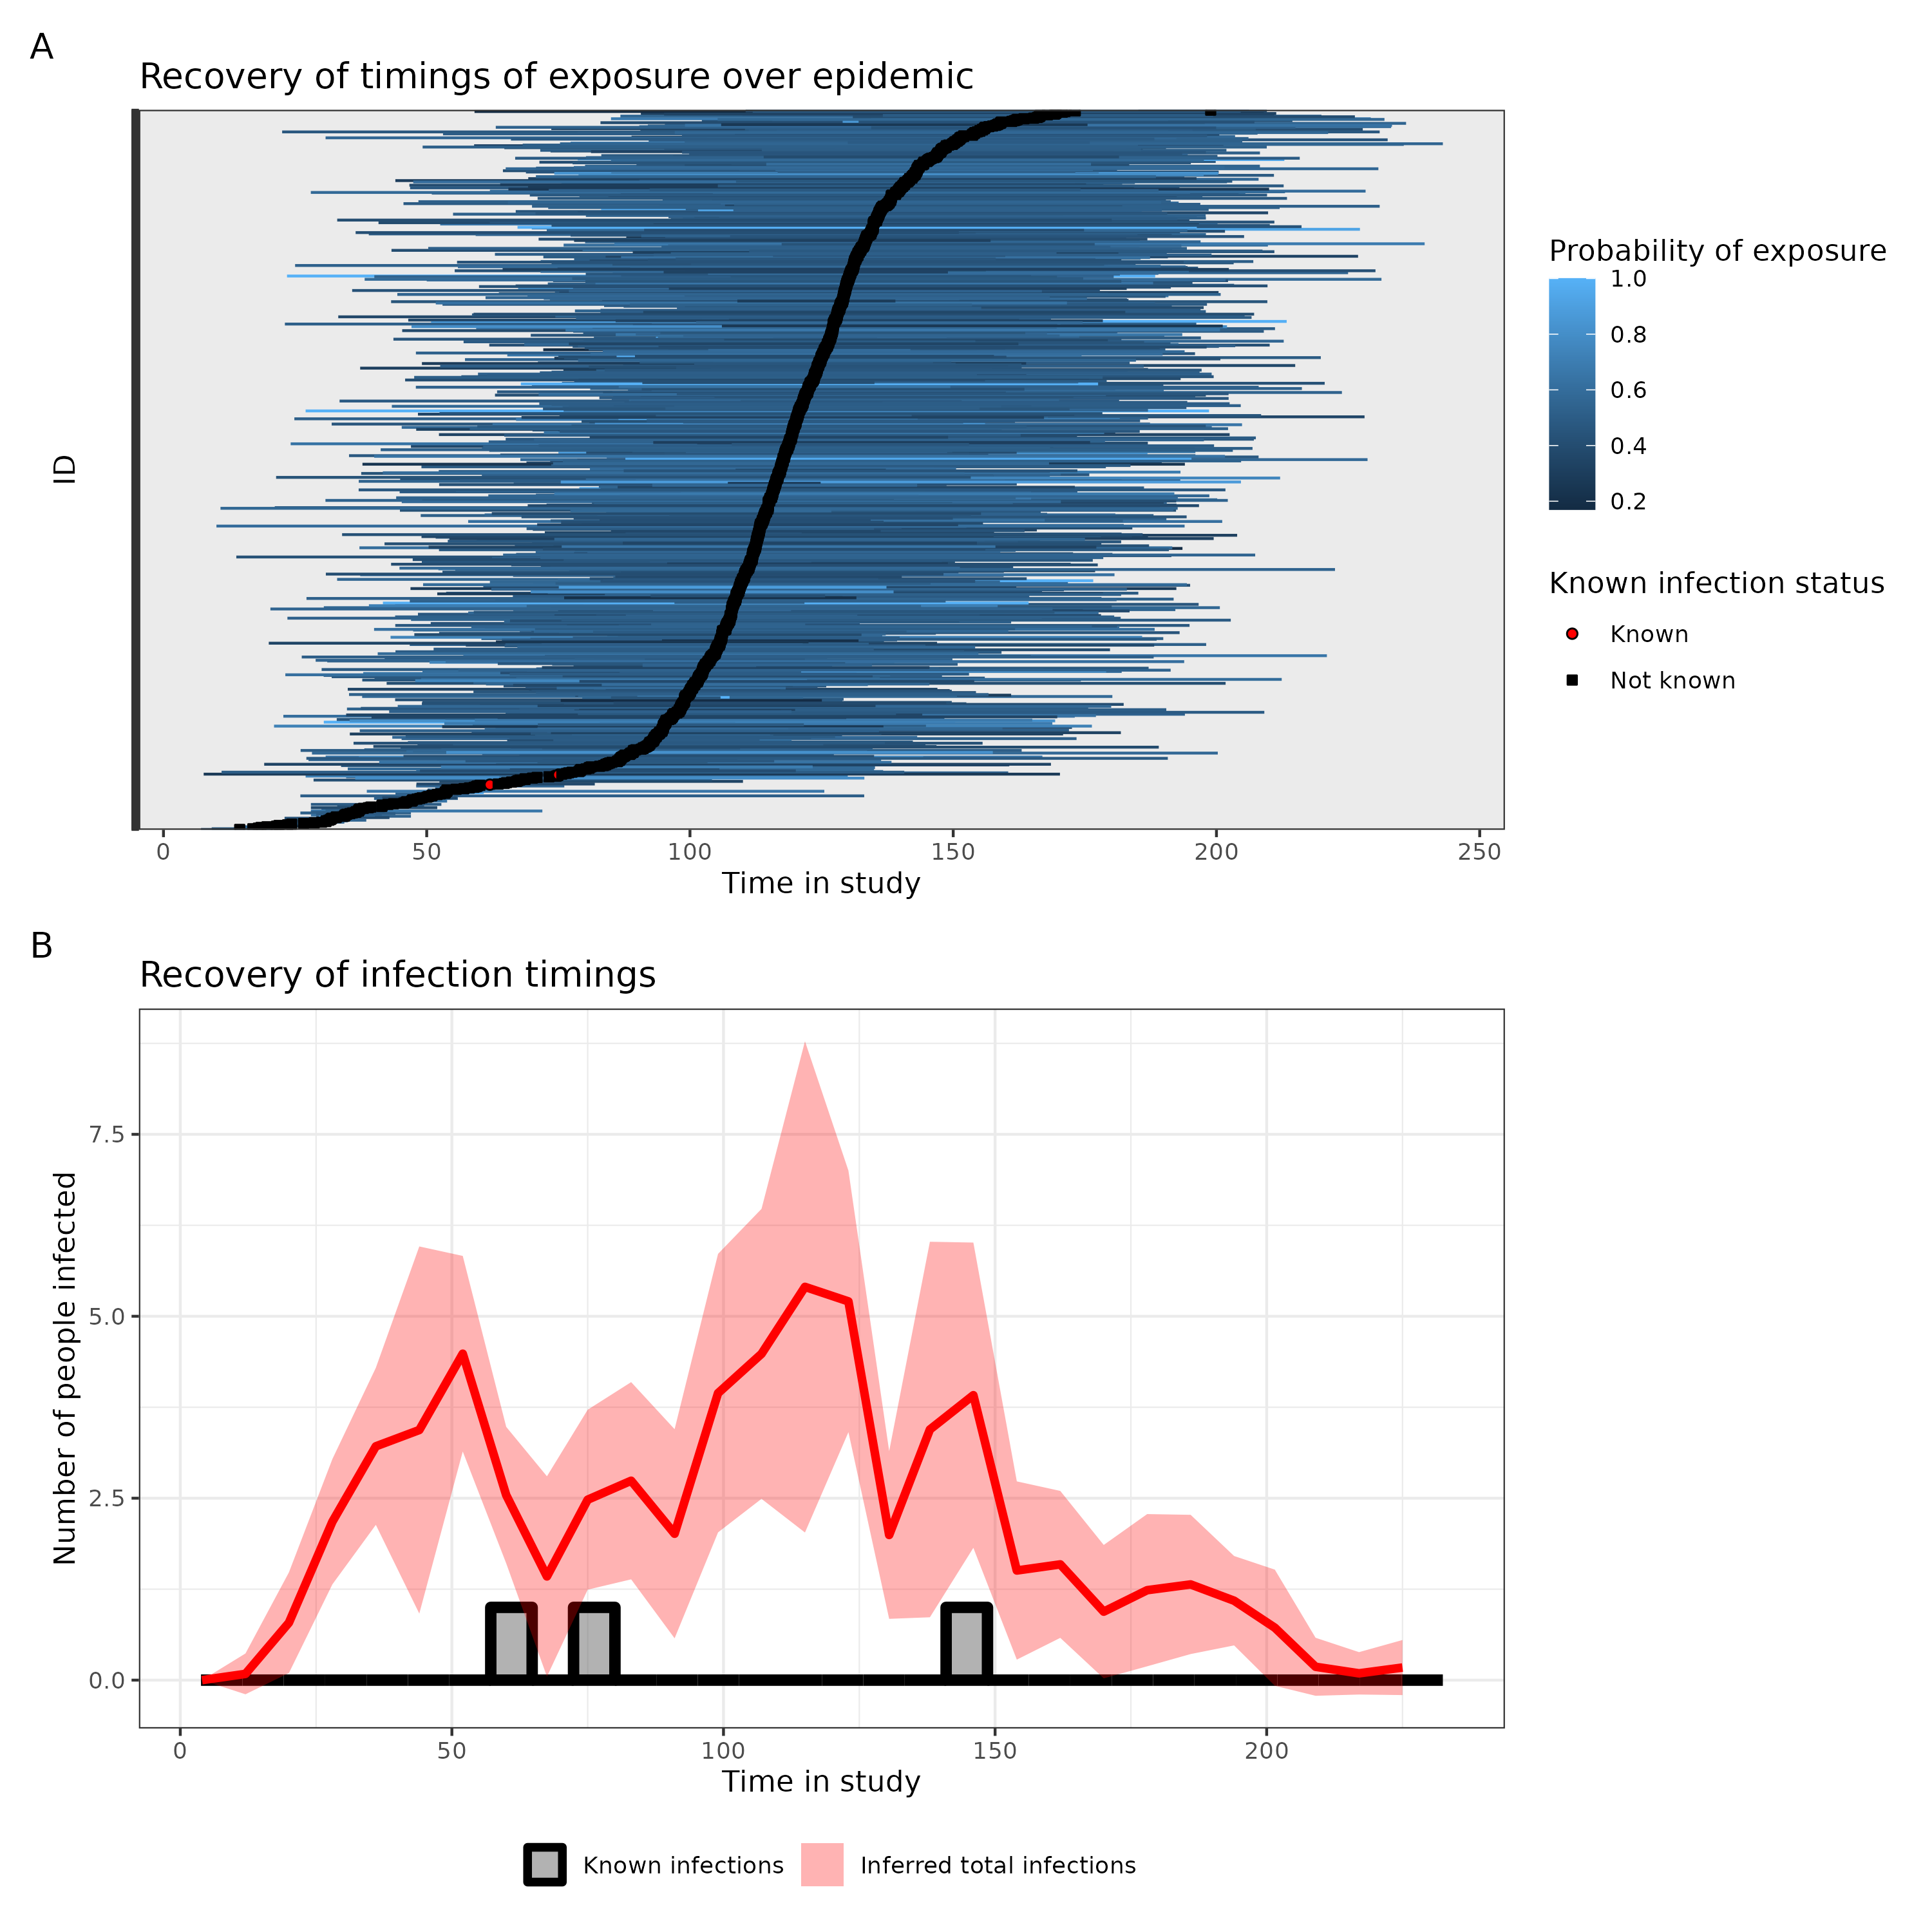 A
Recovery of timings of exposure over epidemic
ID
0 50 100 150 200 250
Time in study
Probability of exposure
1.0
0.8
0.6
0.4
0.2
Known infection status
Known
Not known
B
Recovery of infection timings
Number of people infected
7.5
5.0
2.5
0.0
0 50 100 150 200
Time in study
Known infections Inferred total infections